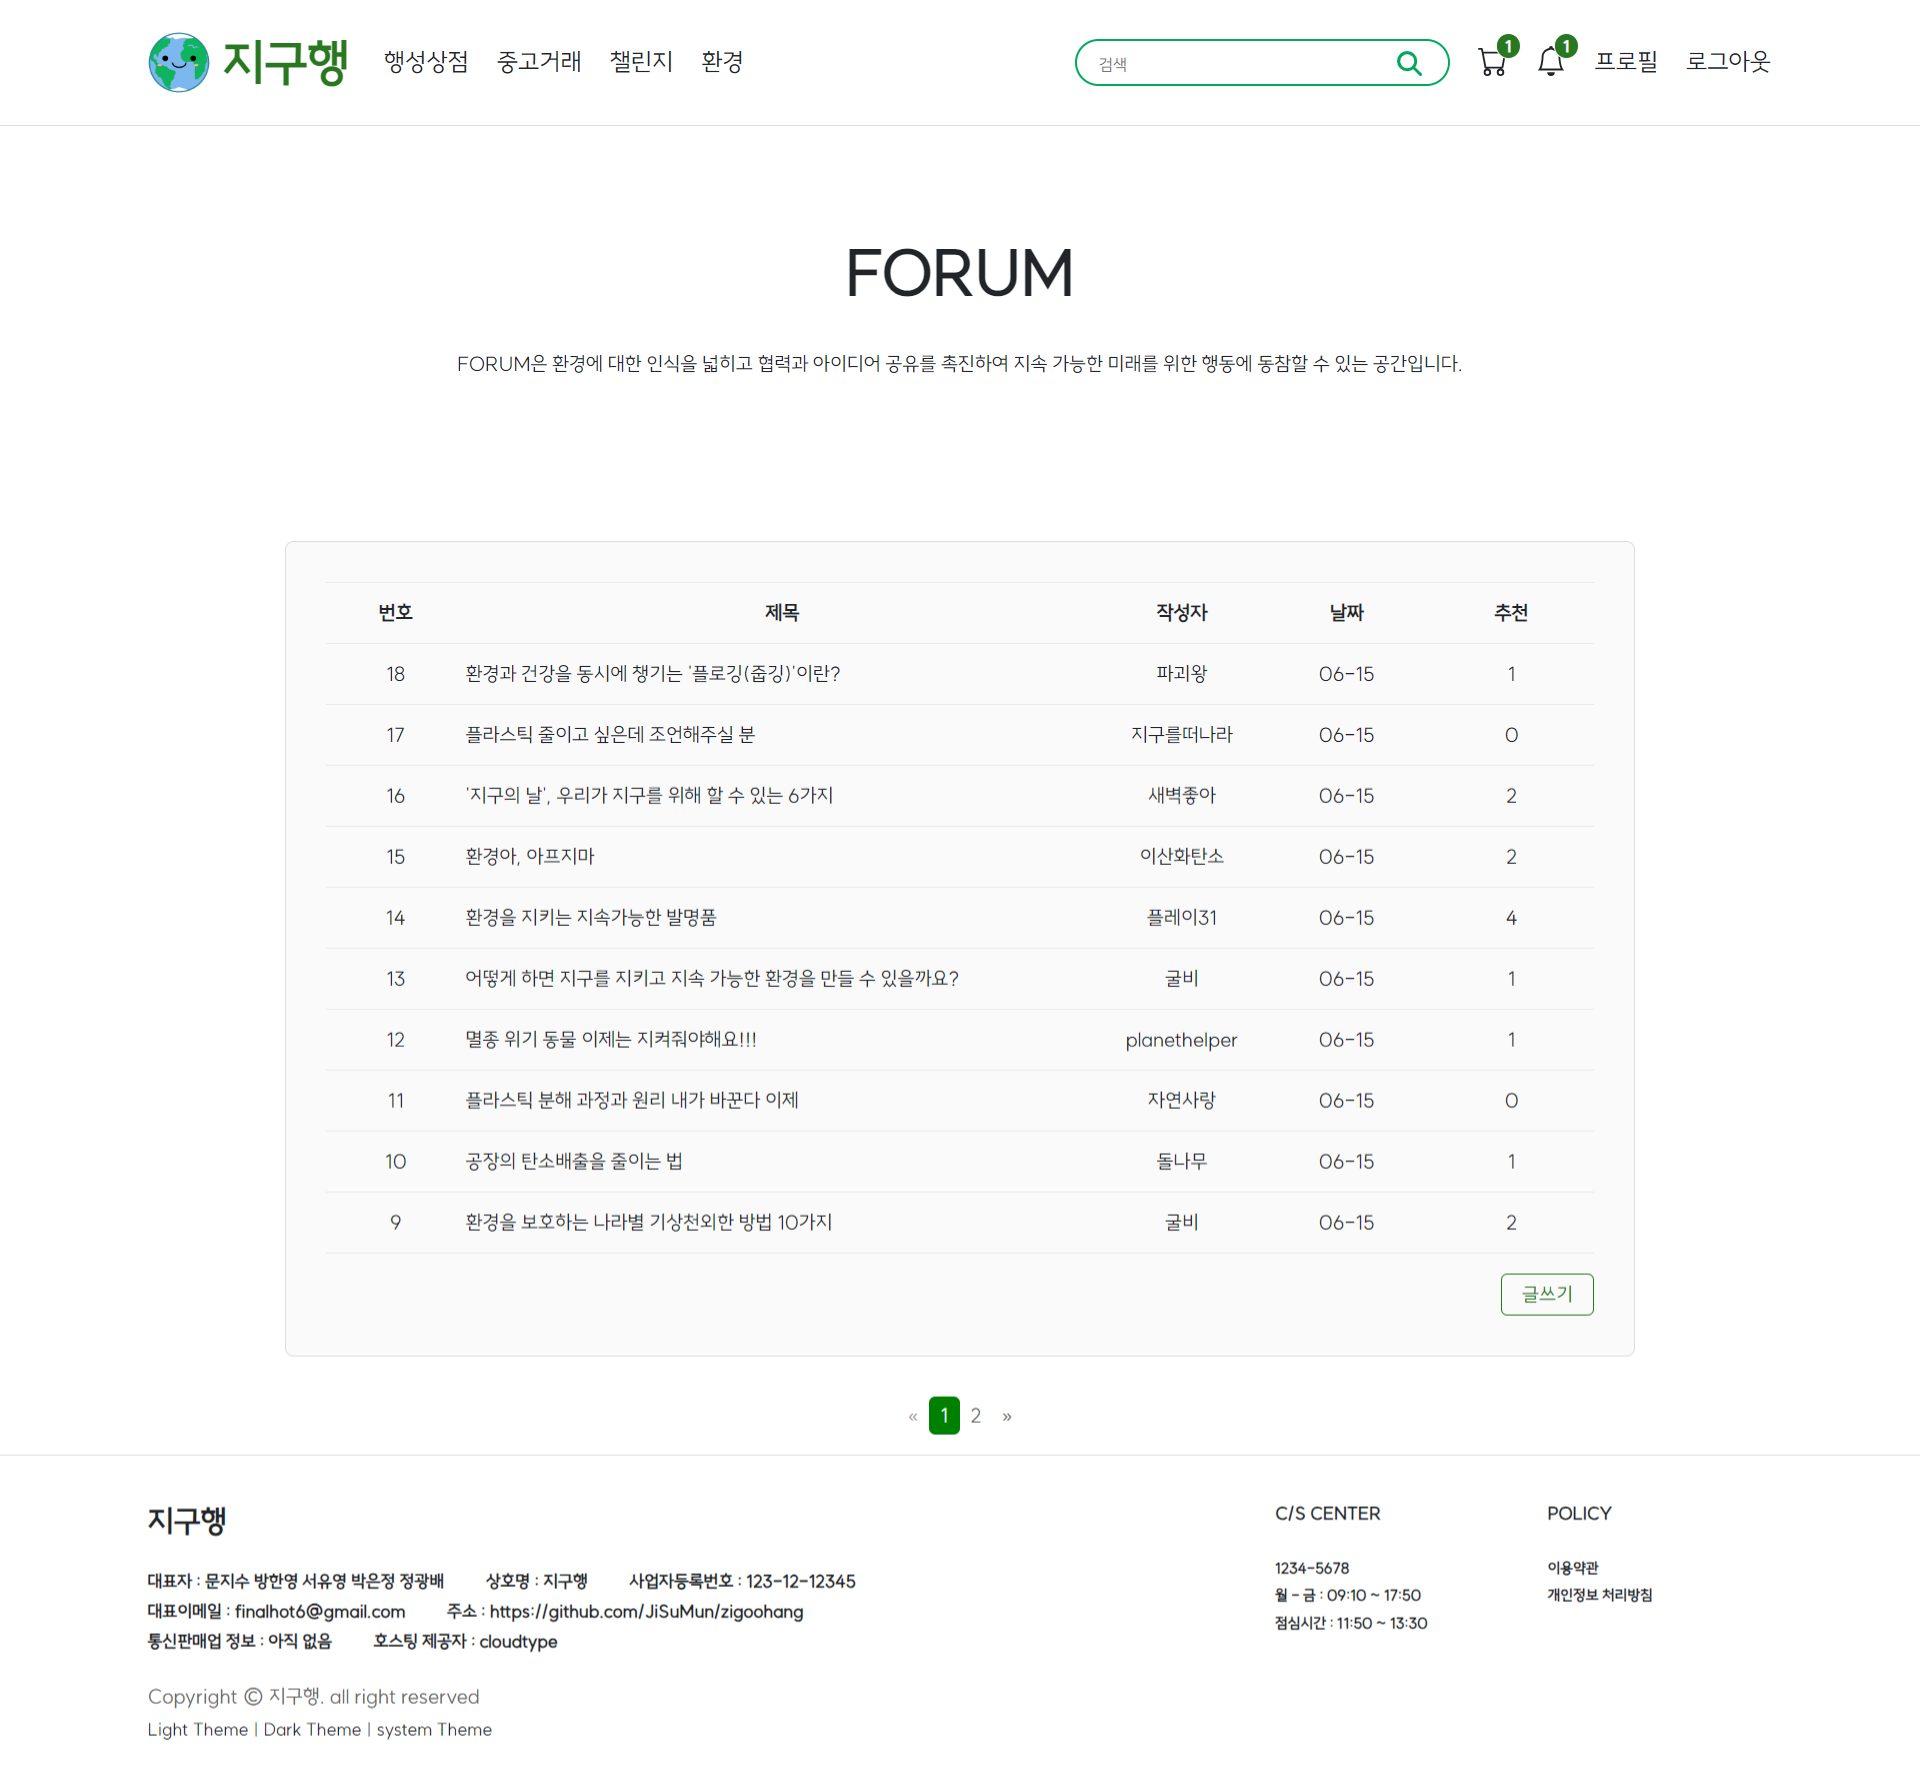 지구행 행성상점 중고거래 챌린지 환경 검색 1 1 프로필 로그아웃
FORUM
FORUM은 환경에 대한 인식을 넓히고 협력과 아이디어 공유를 촉진하여 지속 가능한 미래를 위한 행동에 동참할 수 있는 공간입니다.
번호 제목 작성자 날짜 추천
18 환경과 건강을 동시에 챙기는 '플로깅(줍깅)'이란? 파괴왕 06-15 1
17 플라스틱 줄이고 싶은데 조언해주실 분 지구를떠나라 06-15 0
16 '지구의 날', 우리가 지구를 위해 할 수 있는 6가지 새벽좋아 06-15 2
15 환경아, 아프지마 이산화탄소 06-15 2
14 환경을 지키는 지속가능한 발명품 플레이31 06-15 4
13 어떻게 하면 지구를 지키고 지속 가능한 환경을 만들 수 있을까요? 굴비 06-15 1
12 멸종 위기 동물 이제는 지켜줘야해요!!! planethelper 06-15 1
11 플라스틱 분해 과정과 원리 내가 바꾼다 이제 자연사랑 06-15 0
10 공장의 탄소배출을 줄이는 법 돌나무 06-15 1
9 환경을 보호하는 나라별 기상천외한 방법 10가지 굴비 06-15 2
글쓰기
« 1 2 »
지구행
대표자 : 문지수 방한영 서유영 박은정 정광배 상호명 : 지구행 사업자등록번호 : 123-12-12345
대표이메일 : finalhot6@gmail.com 주소 : https://github.com/JiSuMun/zigoohang
통신판매업 정보 : 아직 없음 호스팅 제공자 : cloudtype
Copyright © 지구행. all right reserved
Light Theme | Dark Theme | system Theme
C/S CENTER
1234-5678
월 - 금 : 09:10 ~ 17:50
점심시간 : 11:50 ~ 13:30
POLICY
이용약관
개인정보 처리방침